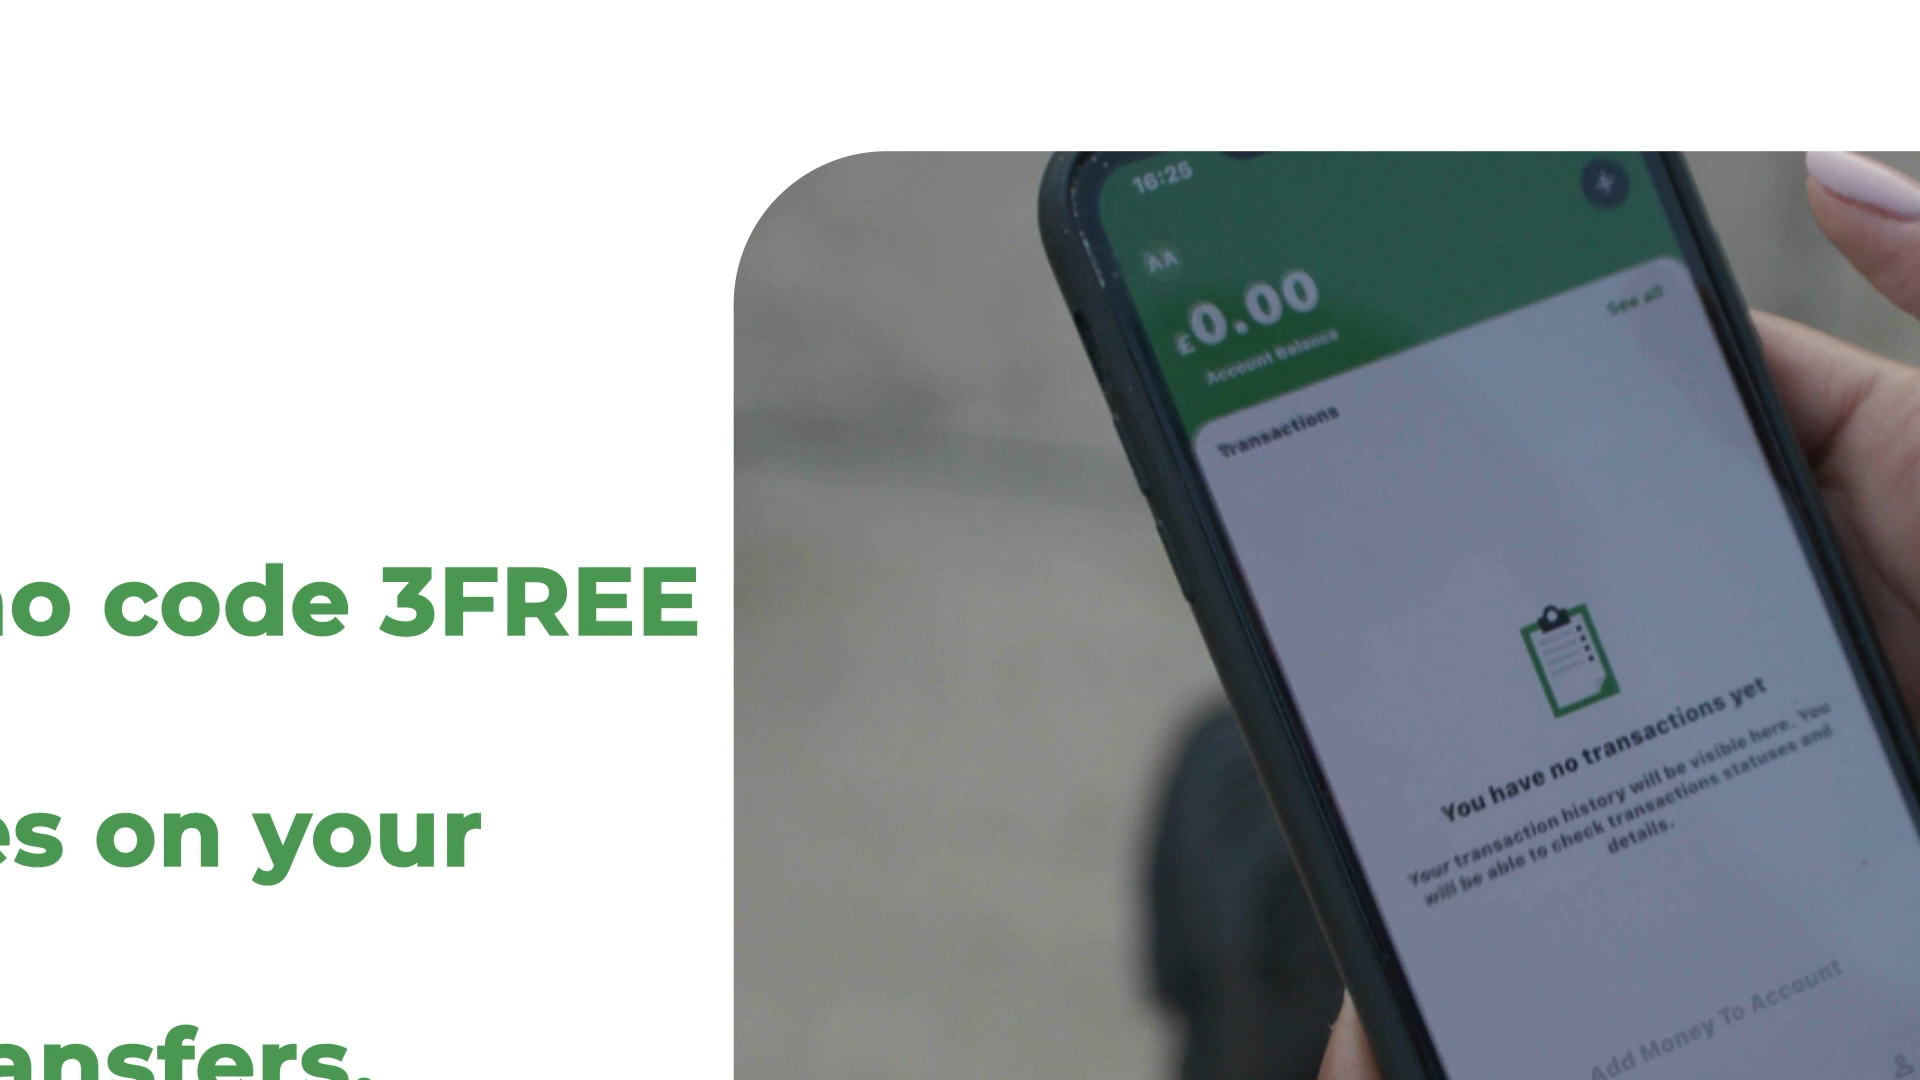 no code 3FREE
es on your
ansfers.
16:25
AA
£0.00
Account Balance
See all
Transactions
You have no transactions yet
Your transaction history will be visible here. You
will be able to check transactions statuses and
details.
Add Money To Account